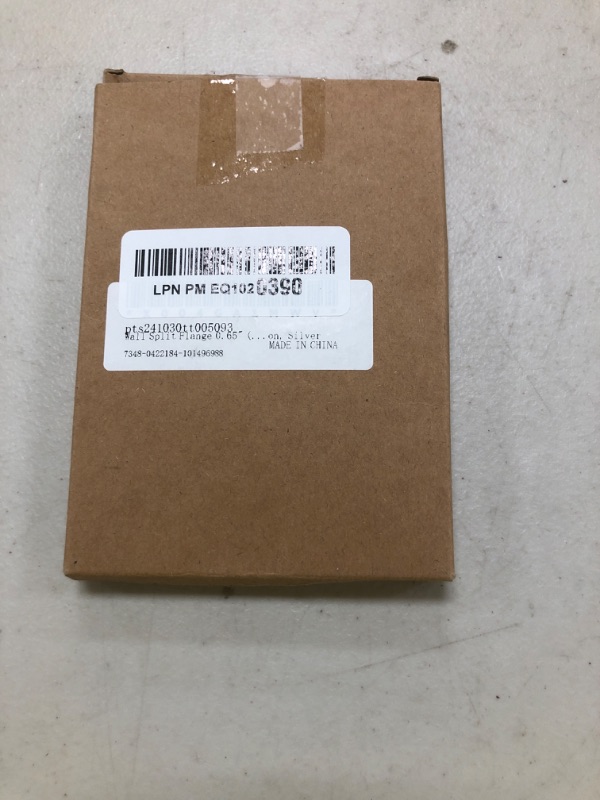 LPN PM EQ1020390
pts241030tt005093
Wall Split Flange 0.65" (...on, Silver
MADE IN CHINA
7348-0422184-101496988